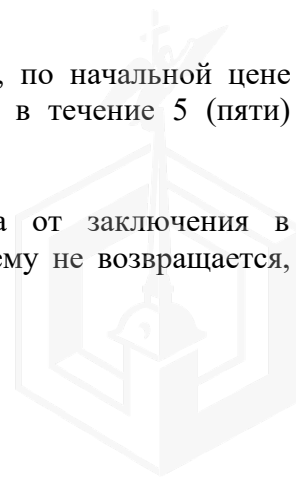 , по начальной цене
в течение 5 (пяти)
а от заключения в
ему не возвращается,